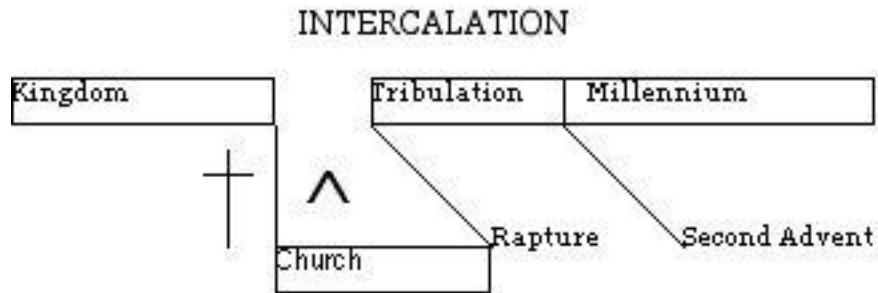 INTERCALATION
Kingdom Tribulation Millennium
Rapture Second Advent
Church